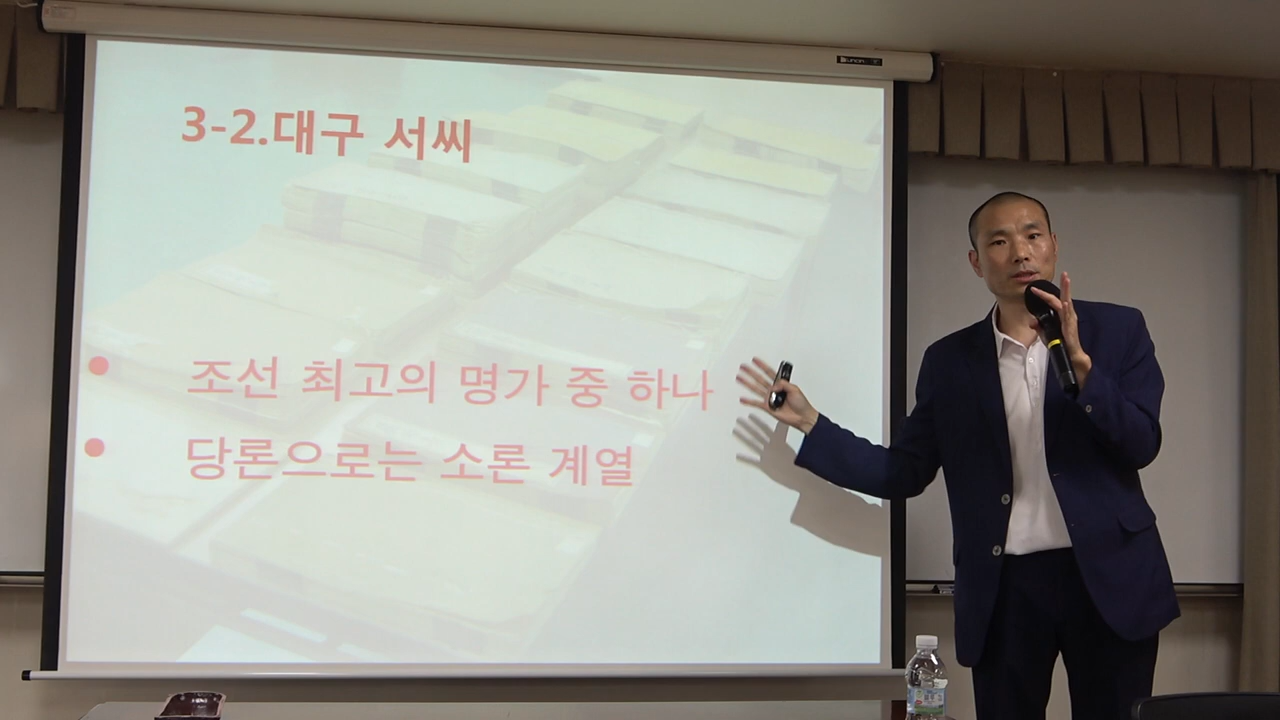 3-2.대구 서씨
• 조선 최고의 명가 중 하나
• 당론으로는 소론 계열